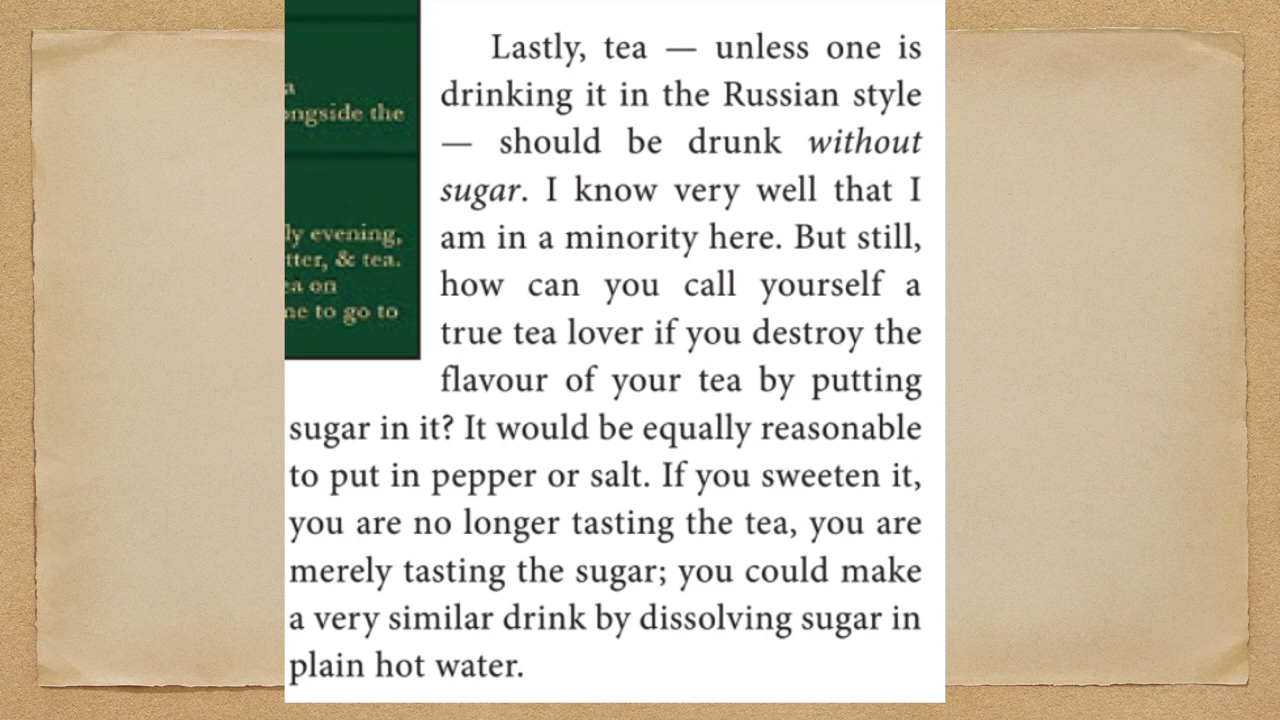 ongside the
evening,
& tea.
on
to go to
Lastly, tea — unless one is
drinking it in the Russian style
— should be drunk without
sugar. I know very well that I
am in a minority here. But still,
how can you call yourself a
true tea lover if you destroy the
flavour of your tea by putting
sugar in it? It would be equally reasonable
to put in pepper or salt. If you sweeten it,
you are no longer tasting the tea, you are
merely tasting the sugar; you could make
a very similar drink by dissolving sugar in
plain hot water.